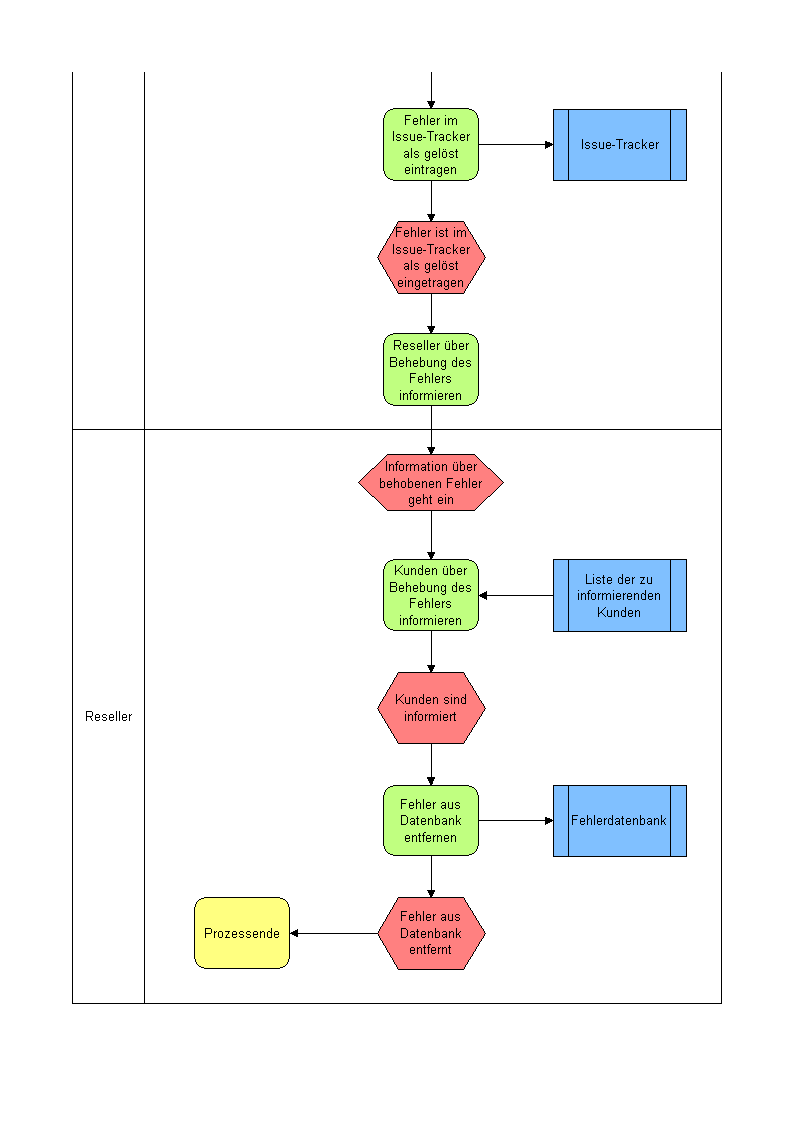 Fehler im
Issue-Tracker
als gelöst
eintragen
Issue-Tracker
Fehler ist im
Issue-Tracker
als gelöst
eingetragen
Reseller über
Behebung des
Fehlers
informieren
Information über
behobenen Fehler
geht ein
Kunden über
Behebung des
Fehlers
informieren
Liste der zu
informierenden
Kunden
Reseller
Kunden sind
informiert
Fehler aus
Datenbank
entfernen
Fehlerdatenbank
Prozessende
Fehler aus
Datenbank
entfernt